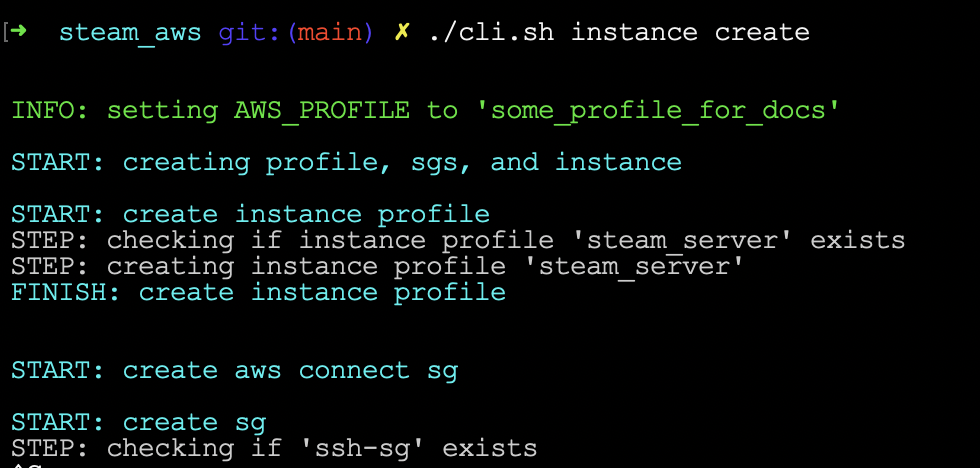 ➜ steam_aws git:(main) ✗ ./cli.sh instance create
INFO: setting AWS_PROFILE to 'some_profile_for_docs'
START: creating profile, sgs, and instance
START: create instance profile
STEP: checking if instance profile 'steam_server' exists
STEP: creating instance profile 'steam_server'
FINISH: create instance profile
START: create aws connect sg
START: create sg
STEP: checking if 'ssh-sg' exists